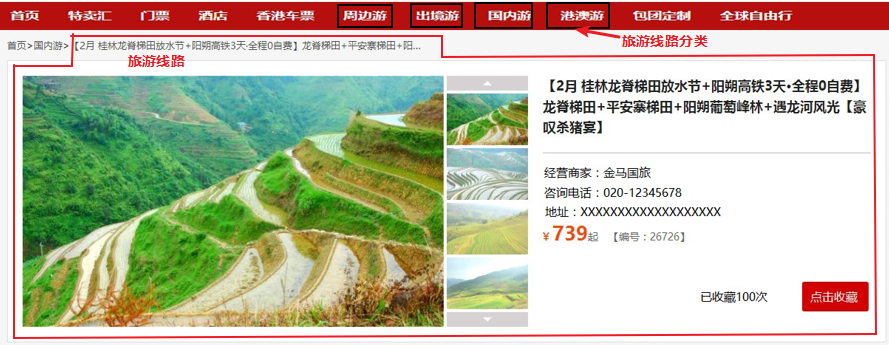 首页 特卖汇 门票 酒店 香港车票 周边游 出境游 国内游 港澳游 包团定制 全球自由行
旅游线路分类
首页>国内游>【2月 桂林龙脊梯田放水节+阳朔高铁3天·全程0自费】龙脊梯田+平安寨梯田+阳...
旅游线路
【2月 桂林龙脊梯田放水节+阳朔高铁3天•全程0自费】
龙脊梯田+平安寨梯田+阳朔葡萄峰林+遇龙河风光【豪
叹杀猪宴】
经营商家：金马国旅
咨询电话：020-12345678
地址：XXXXXXXXXXXXXXXXXXX
¥ 739起 【编号：26726】
已收藏100次 点击收藏